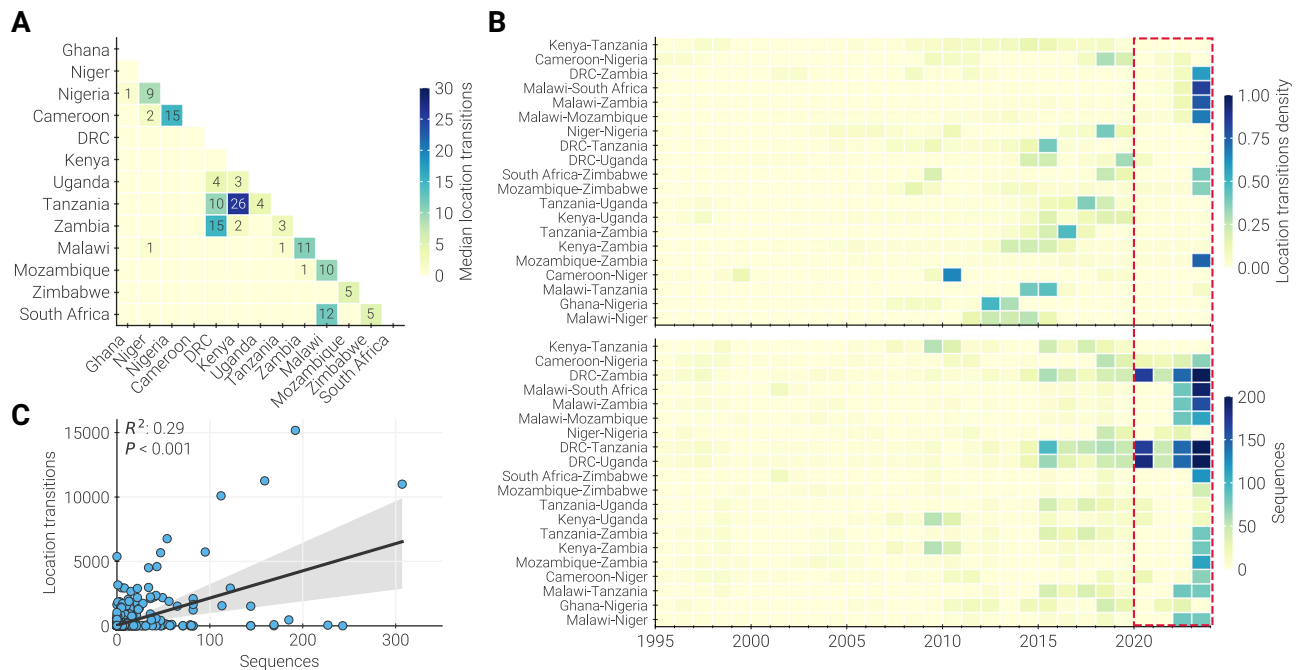 A
Ghana
Niger
Nigeria
Cameroon
DRC
Kenya
Uganda
Tanzania
Zambia
Malawi
Mozambique
Zimbabwe
South Africa
1 9
2 15
4 3
10 26 4
15 2 3
1 1 11
1 10
5
12 5
Ghana
Niger
Nigeria
Cameroon
DRC
Kenya
Uganda
Tanzania
Zambia
Malawi
Mozambique
Zimbabwe
South Africa
30
25
20
15
10
5
0
Median location transitions
B
Kenya-Tanzania
Cameroon-Nigeria
DRC-Zambia
Malawi-South Africa
Malawi-Zambia
Malawi-Mozambique
Niger-Nigeria
DRC-Tanzania
DRC-Uganda
South Africa-Zimbabwe
Mozambique-Zimbabwe
Tanzania-Uganda
Kenya-Uganda
Tanzania-Zambia
Kenya-Zambia
Mozambique-Zambia
Cameroon-Niger
Malawi-Tanzania
Ghana-Nigeria
Malawi-Niger
1.00
0.75
0.50
0.25
0.00
Location transitions density
Kenya-Tanzania
Cameroon-Nigeria
DRC-Zambia
Malawi-South Africa
Malawi-Zambia
Malawi-Mozambique
Niger-Nigeria
DRC-Tanzania
DRC-Uganda
South Africa-Zimbabwe
Mozambique-Zimbabwe
Tanzania-Uganda
Kenya-Uganda
Tanzania-Zambia
Kenya-Zambia
Mozambique-Zambia
Cameroon-Niger
Malawi-Tanzania
Ghana-Nigeria
Malawi-Niger
1995 2000 2005 2010 2015 2020
200
150
100
50
0
Sequences
C
R²: 0.29
P < 0.001
15000
10000
5000
0
Location transitions
0 100 200 300
Sequences